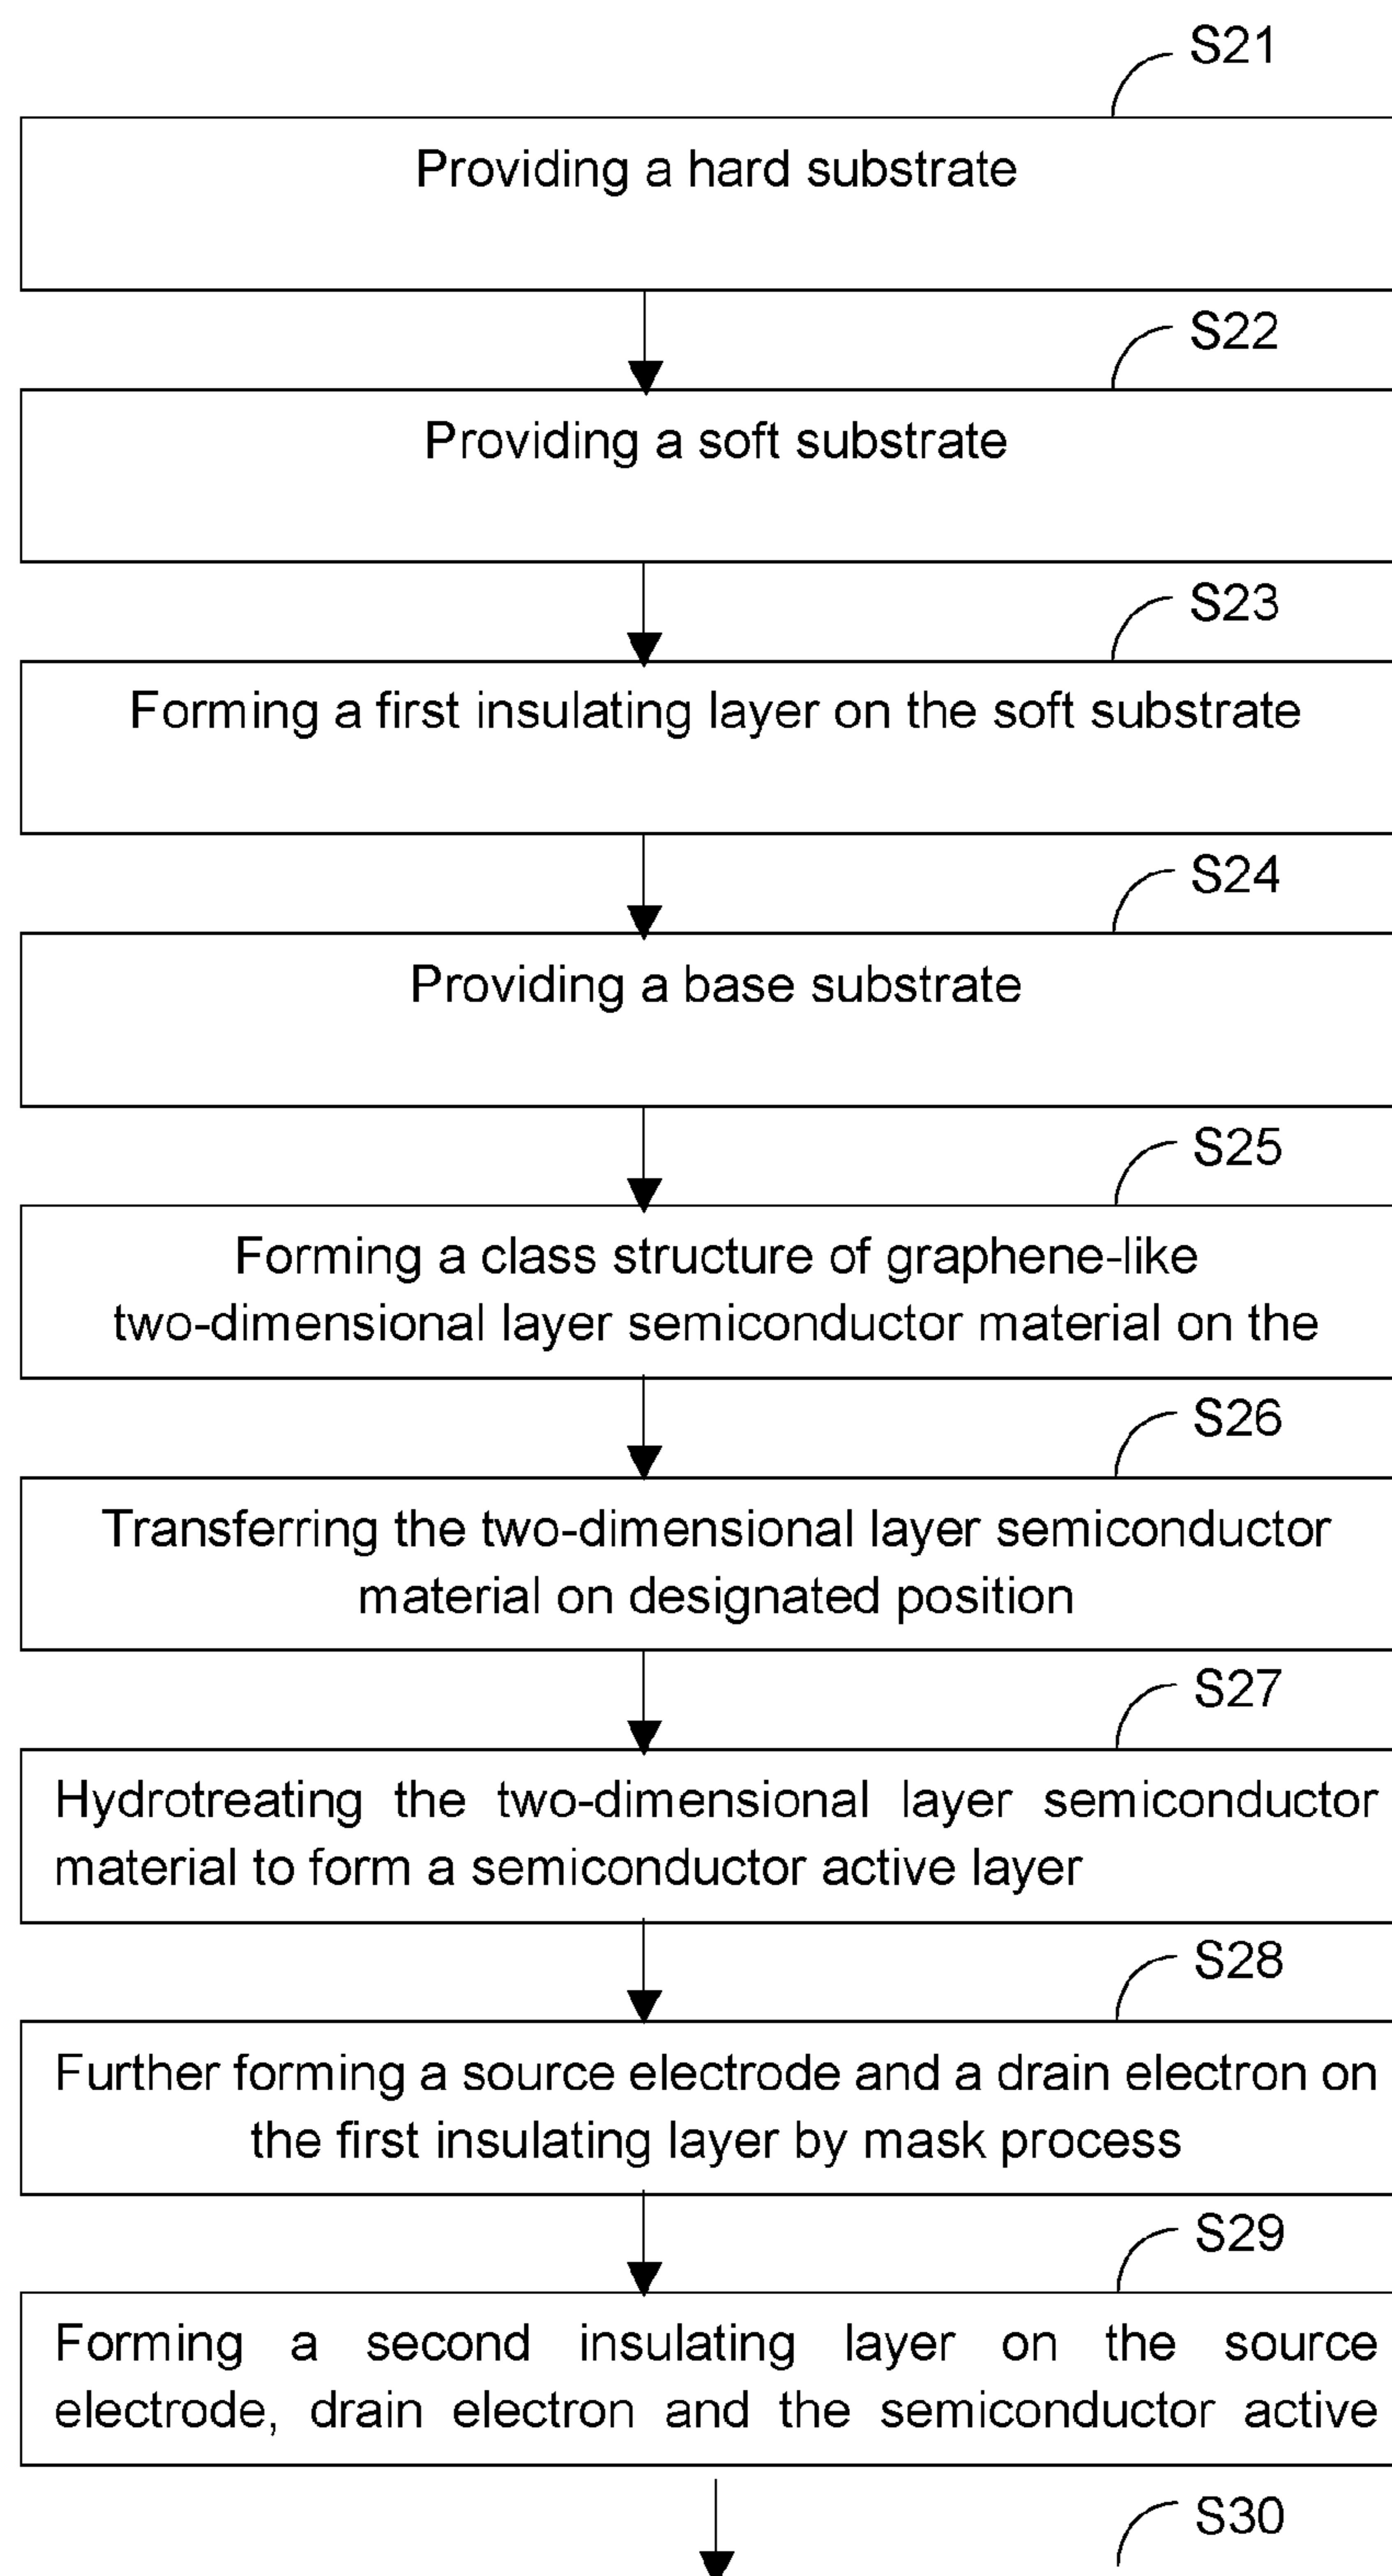 S21
Providing a hard substrate
S22
Providing a soft substrate
S23
Forming a first insulating layer on the soft substrate
S24
Providing a base substrate
S25
Forming a class structure of graphene-like
two-dimensional layer semiconductor material on the
S26
Transferring the two-dimensional layer semiconductor
material on designated position
S27
Hydrotreating the two-dimensional layer semiconductor
material to form a semiconductor active layer
S28
Further forming a source electrode and a drain electron on
the first insulating layer by mask process
S29
Forming a second insulating layer on the source
electrode, drain electron and the semiconductor active
S30